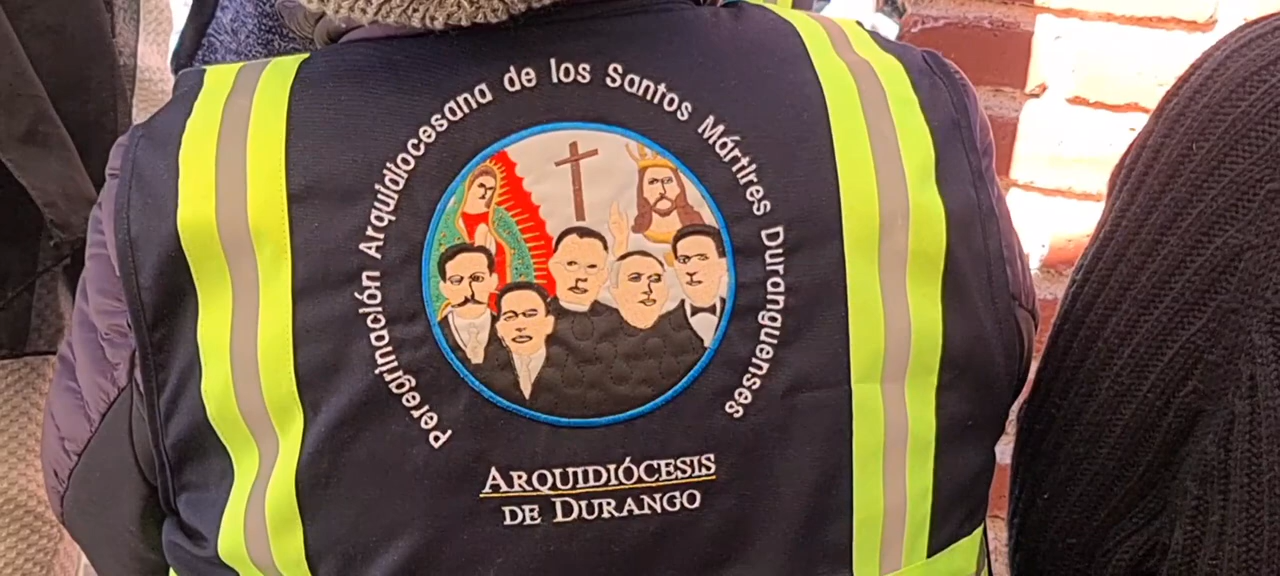 Peregrinación Arquidiocesana de los Santos Mártires Duranguenses
ARQUIDIÓCESIS
DE DURANGO